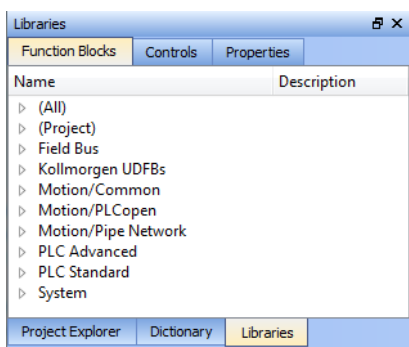 Libraries
Function Blocks Controls Properties
Name Description
(All)
(Project)
Field Bus
Kollmorgen UDFBs
Motion/Common
Motion/PLCopen
Motion/Pipe Network
PLC Advanced
PLC Standard
System
Project Explorer Dictionary Libraries